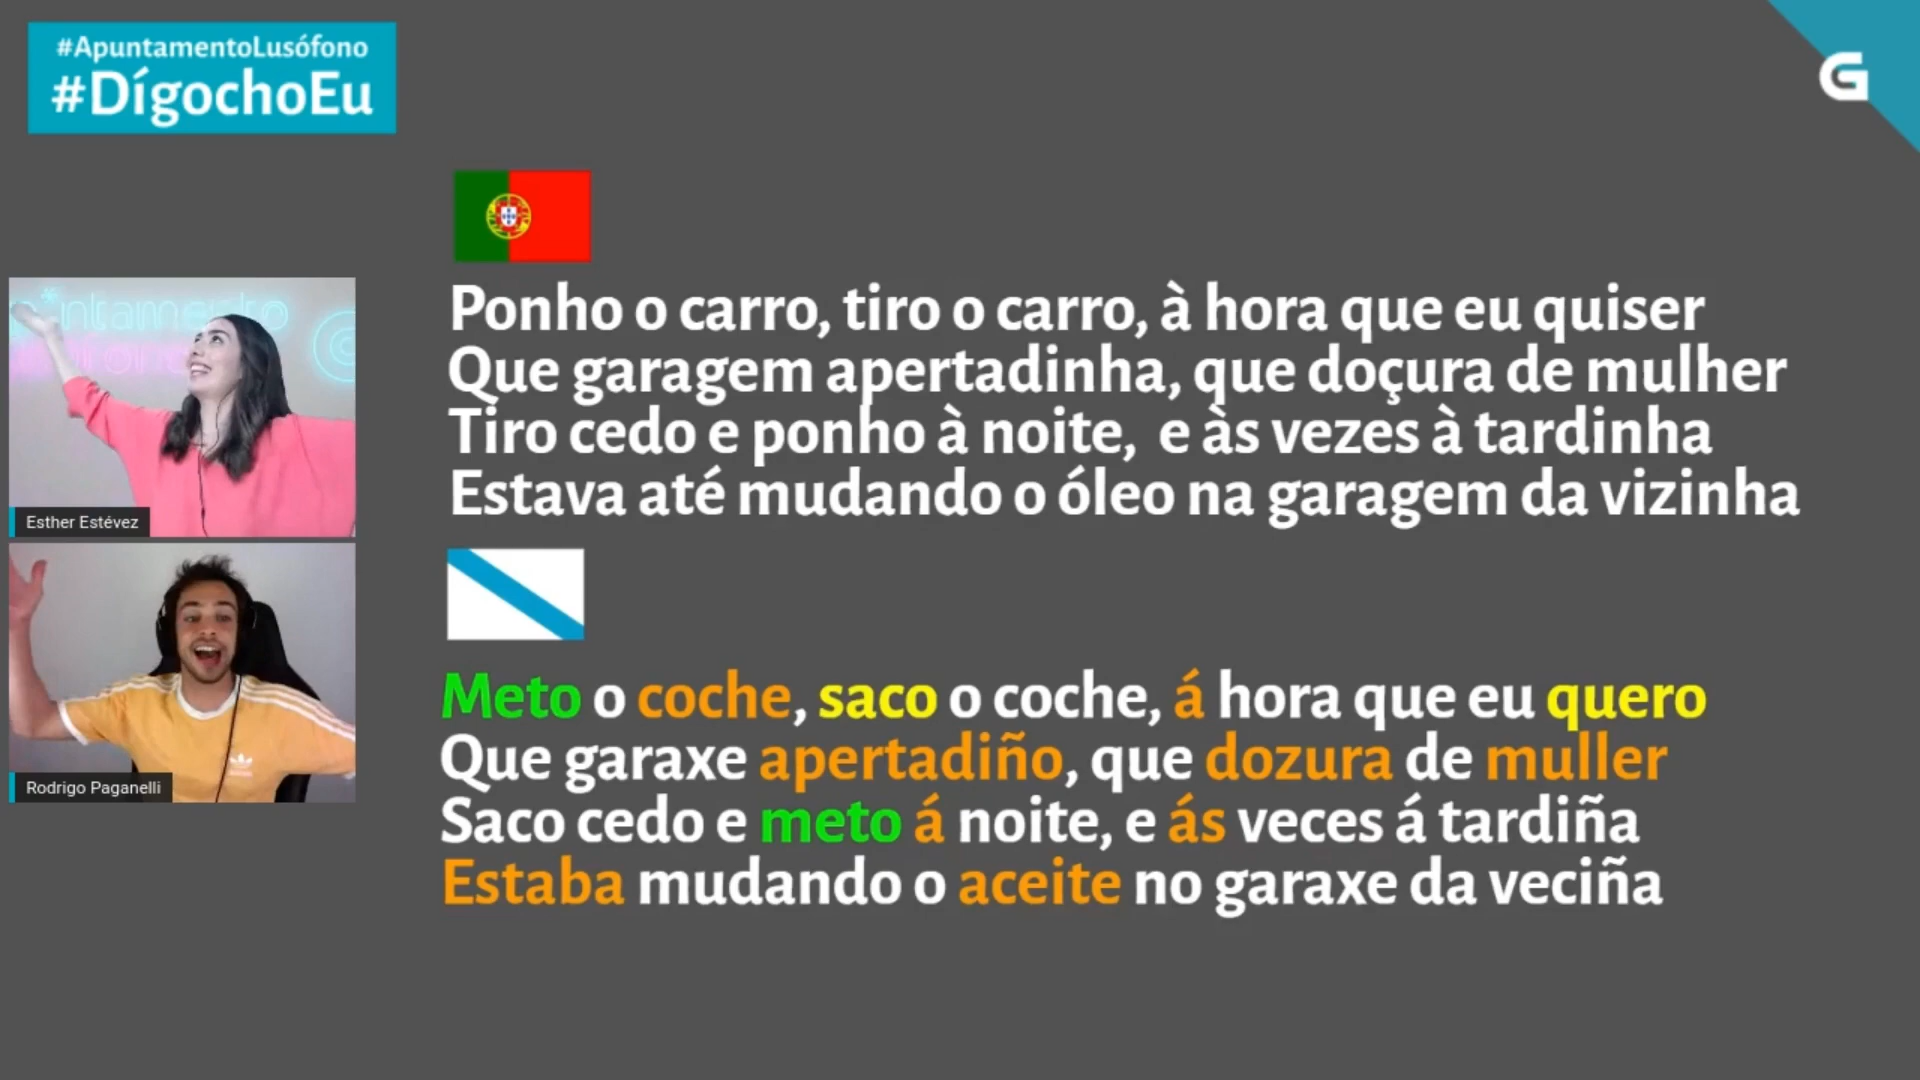 #ApuntamentoLusófono
#DígochoEu
G
Ponho o carro, tiro o carro, à hora que eu quiser
Que garagem apertadinha, que doçura de mulher
Tiro cedo e ponho à noite, e às vezes à tardinha
Estava até mudando o óleo na garagem da vizinha
Esther Estévez
Rodrigo Paganelli
Meto o coche, saco o coche, á hora que eu quero
Que garaxe apertadiño, que dozura de muller
Saco cedo e meto á noite, e ás veces á tardiña
Estaba mudando o aceite no garaxe da veciña